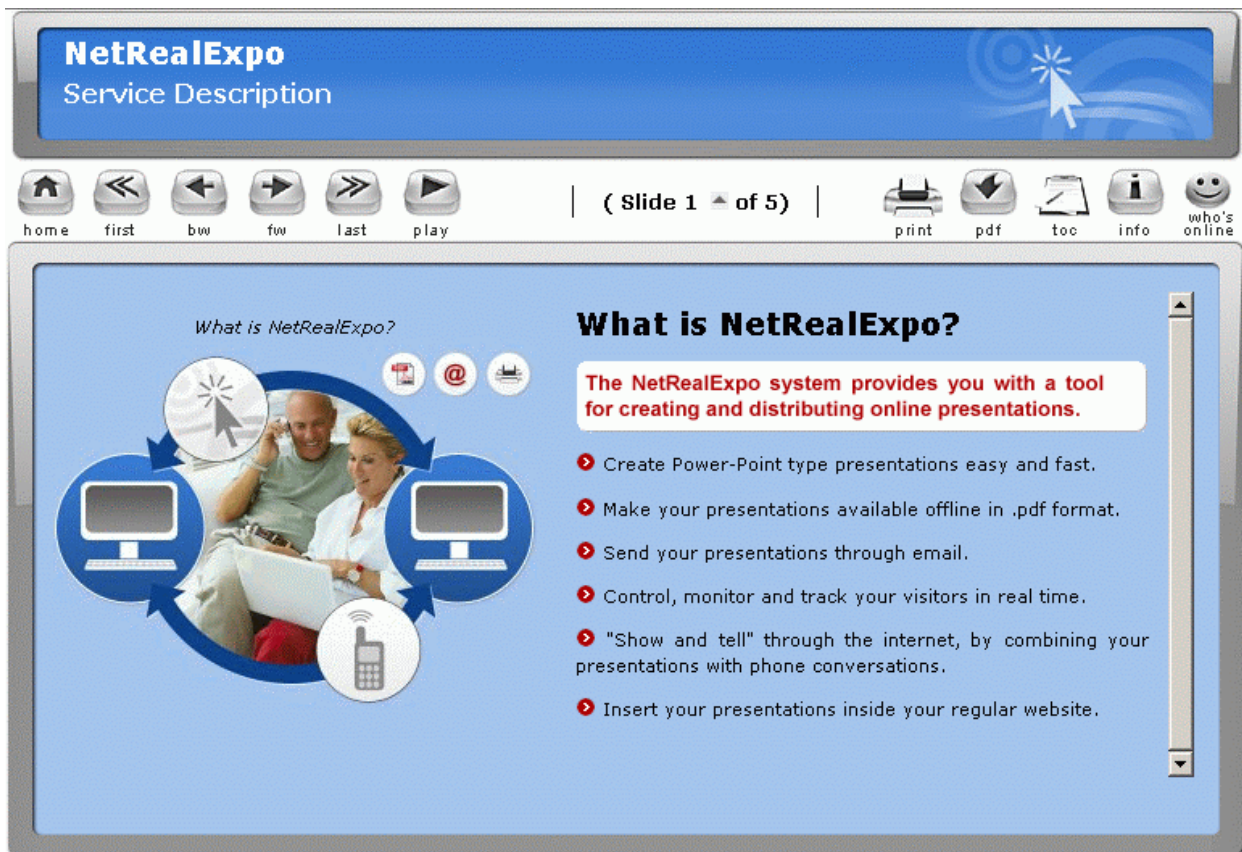 NetRealExpo
Service Description
home
first
bw
fw
last
play
( Slide 1 of 5)
print
pdf
toc
info
who's
online
What is NetRealExpo?
@
What is NetRealExpo?
The NetRealExpo system provides you with a tool
for creating and distributing online presentations.
Create Power-Point type presentations easy and fast.
Make your presentations available offline in .pdf format.
Send your presentations through email.
Control, monitor and track your visitors in real time.
"Show and tell" through the internet, by combining your
presentations with phone conversations.
Insert your presentations inside your regular website.